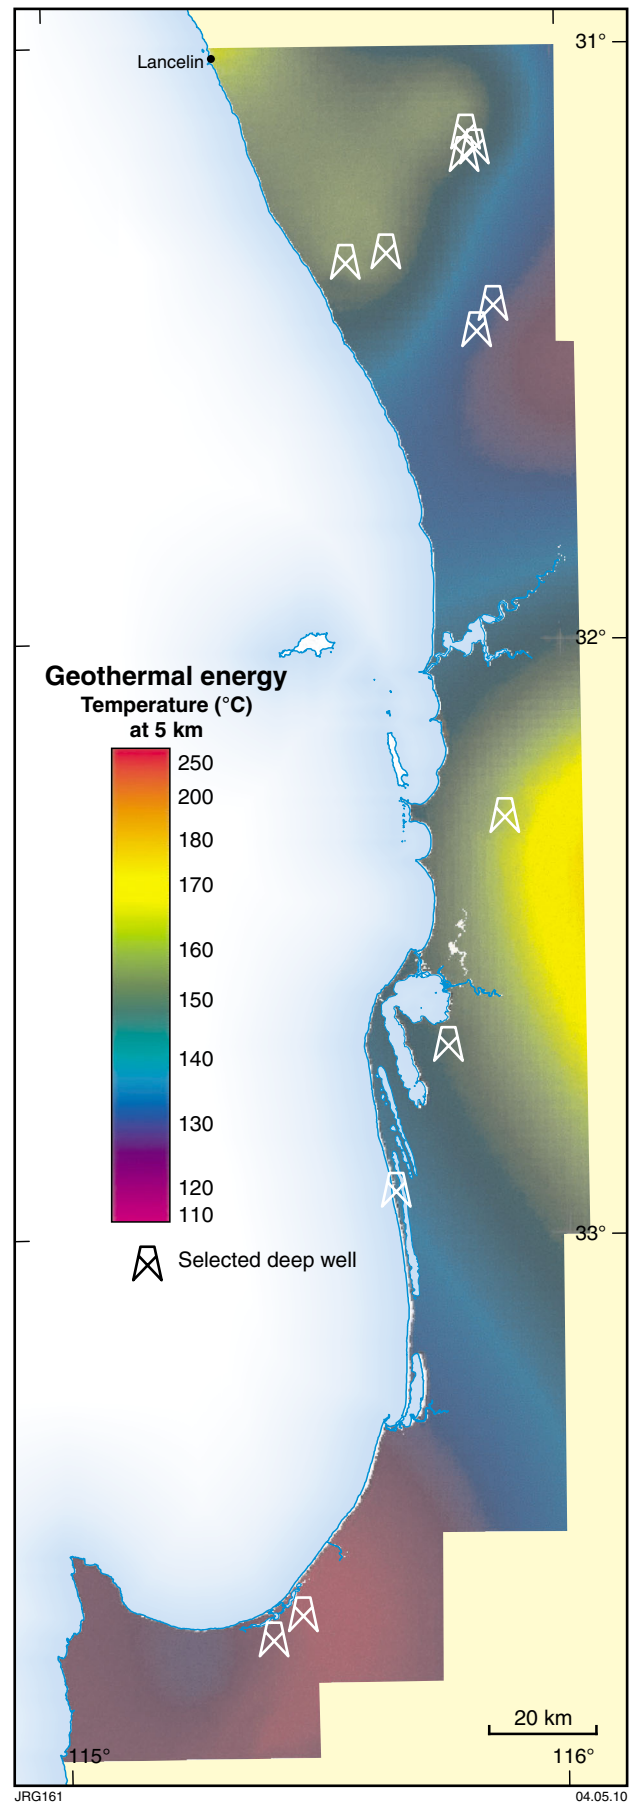 31°
Lancelin
32°
Geothermal energy
Temperature (°C)
at 5 km
250
200
180
170
160
150
140
130
120
110
Selected deep well
33°
20 km
115°
116°
JRG161
04.05.10